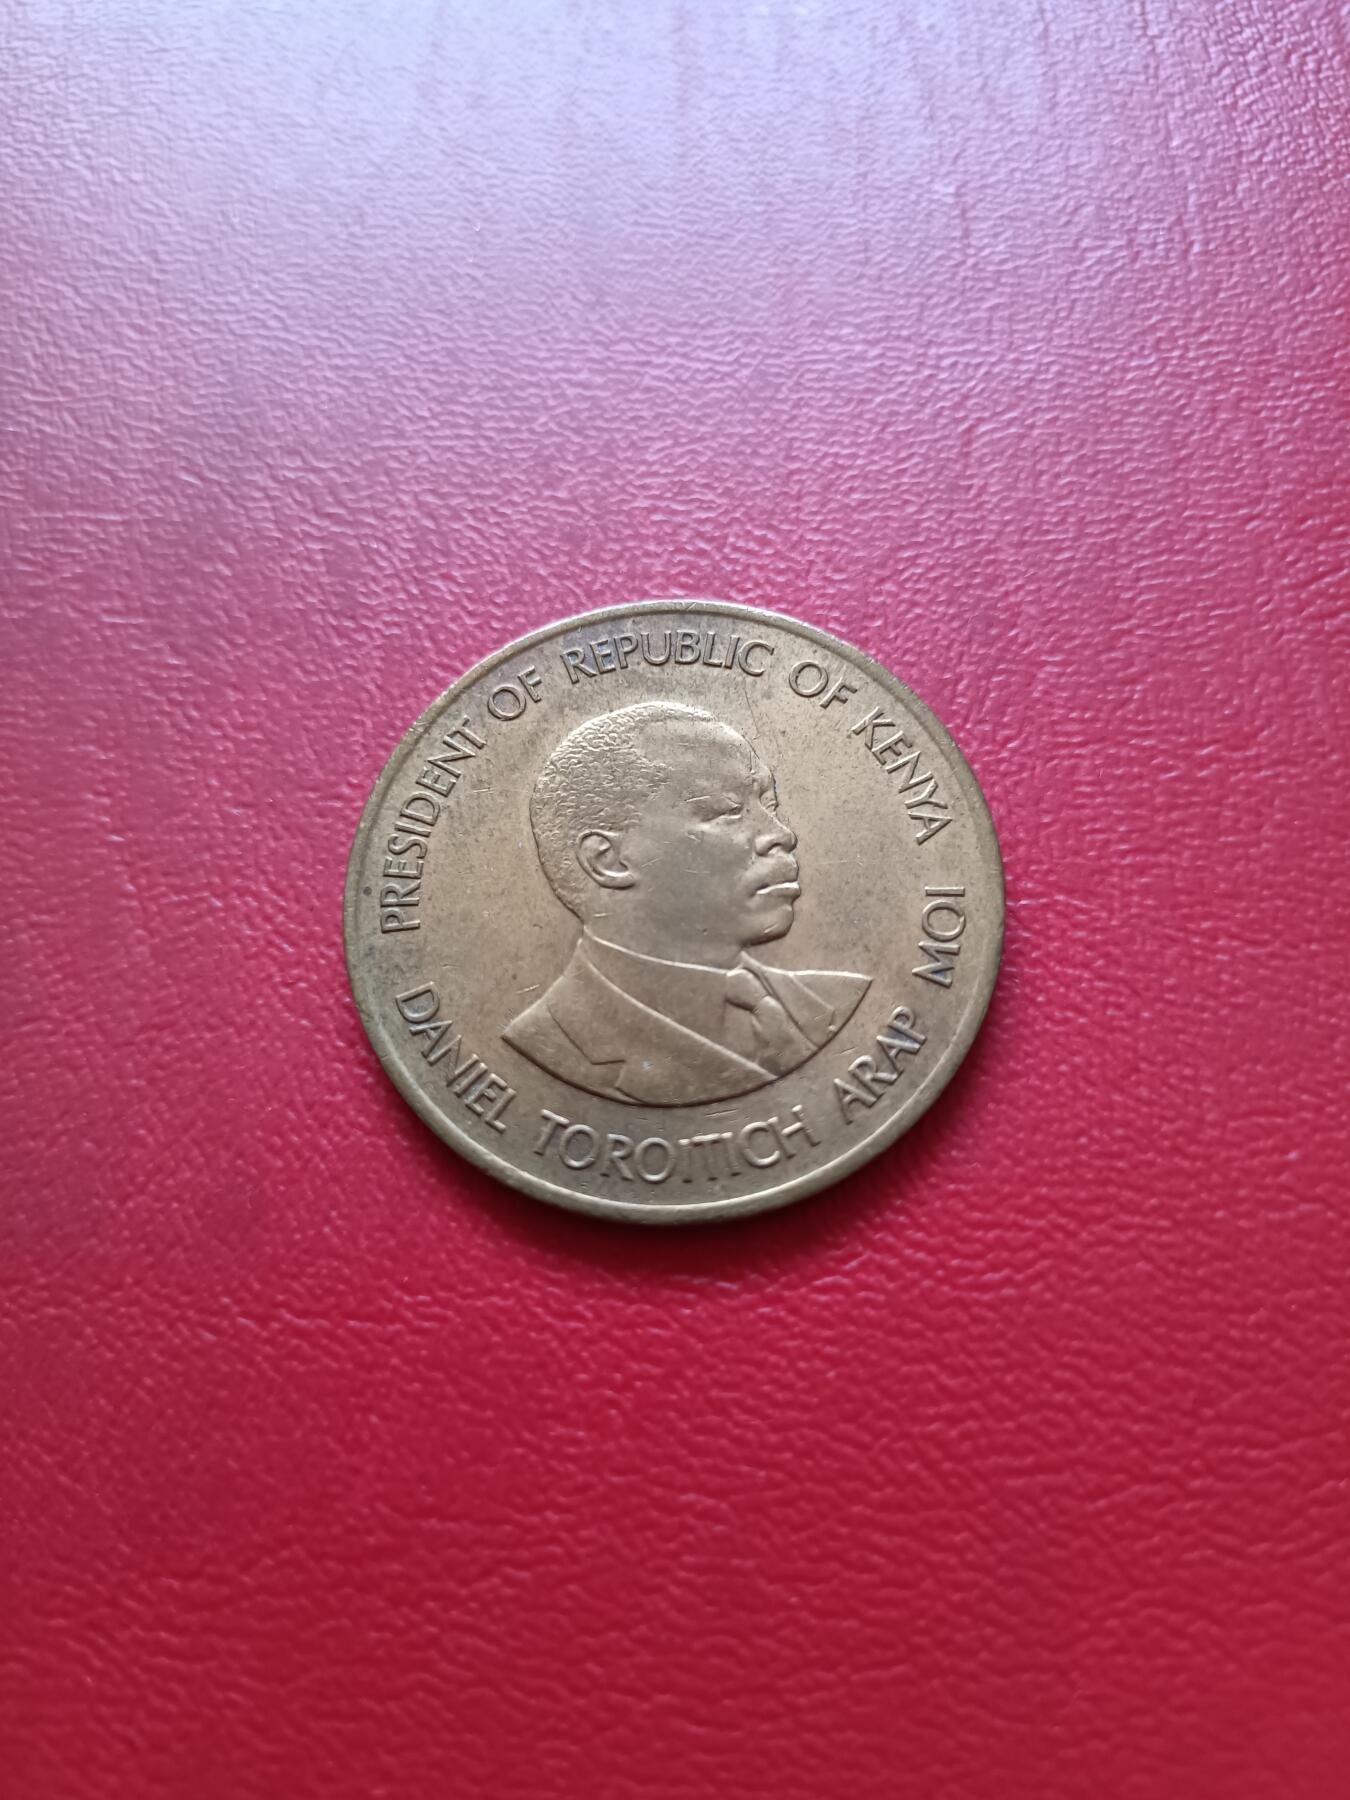 PRESIDENT OF REPUBLIC OF KENYA
DANIEL TOROITICH ARAP MOI